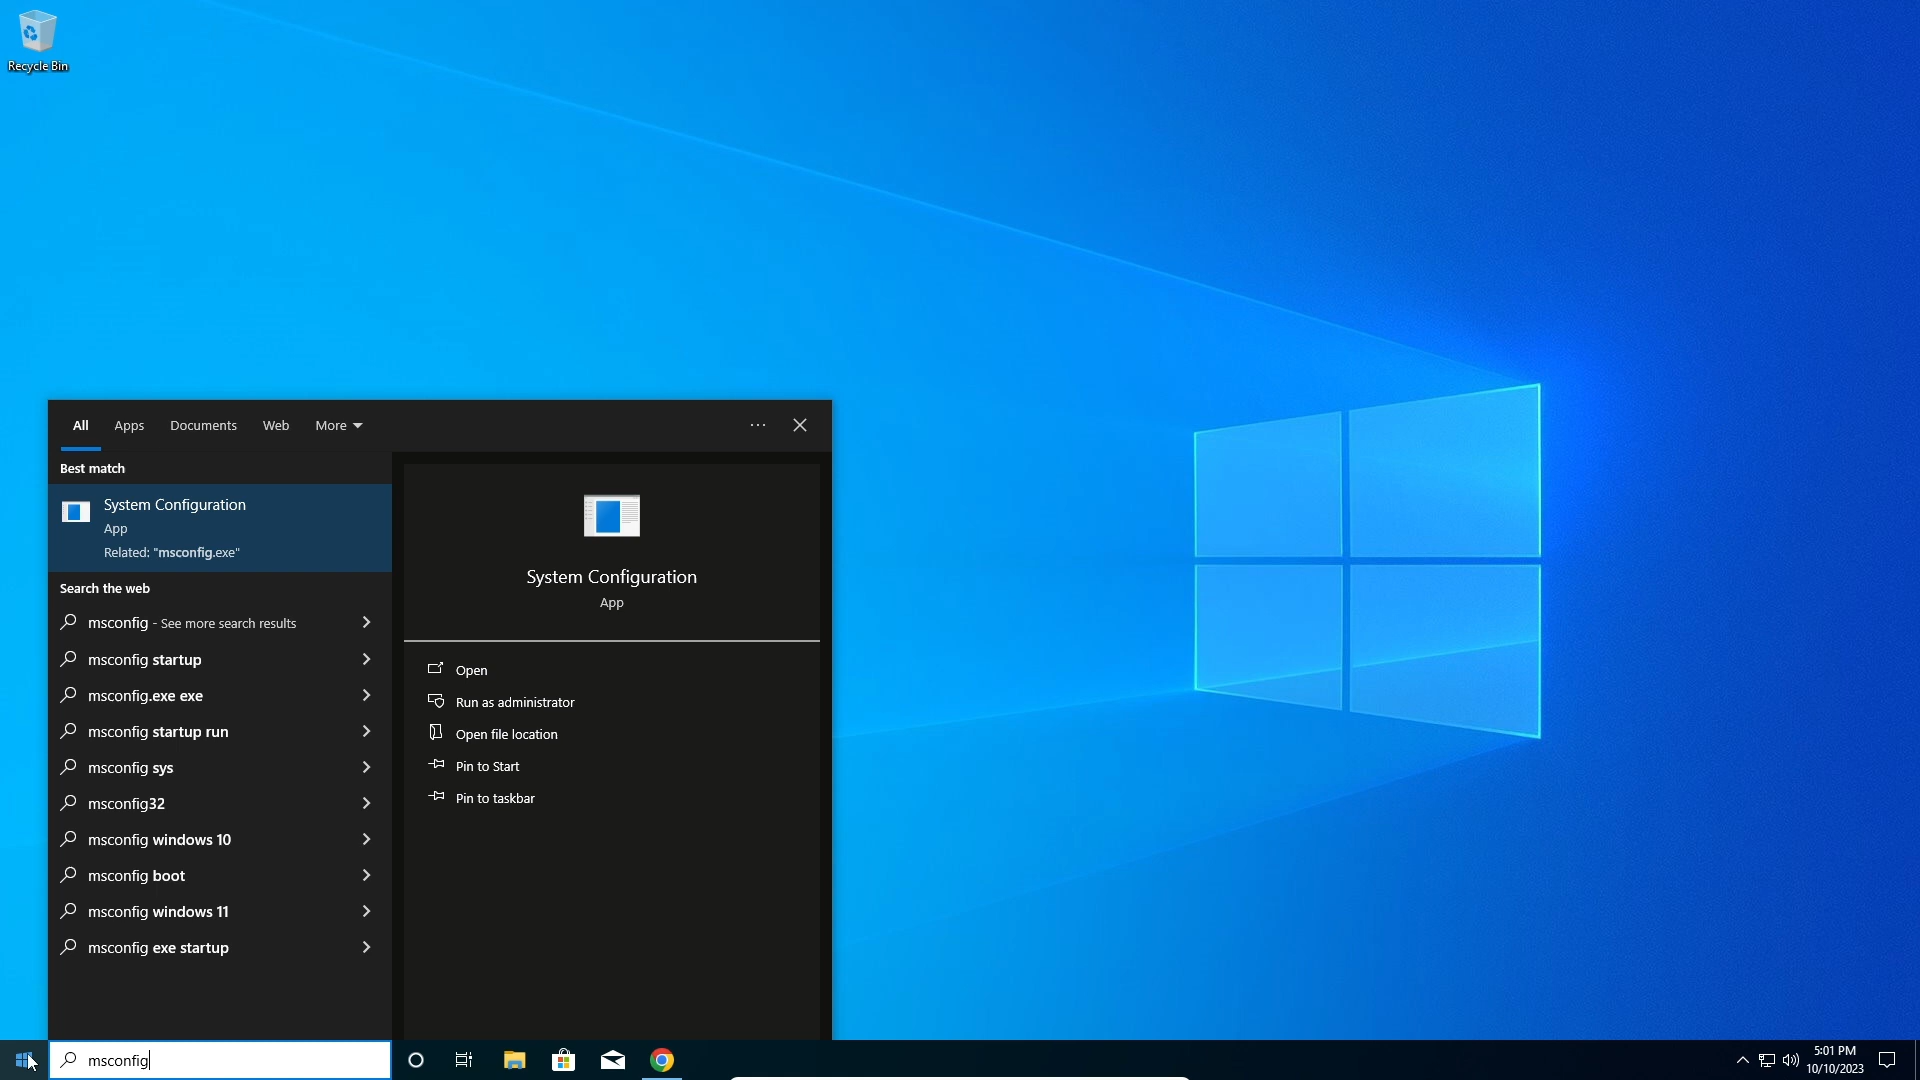 Recycle Bin
All
Apps
Documents
Web
More
Best match
System Configuration
App
Related: "msconfig.exe"
Search the web
msconfig - See more search results
msconfig startup
msconfig.exe exe
msconfig startup run
msconfig sys
msconfig32
msconfig windows 10
msconfig boot
msconfig windows 11
msconfig exe startup
System Configuration
App
Open
Run as administrator
Open file location
Pin to Start
Pin to taskbar
msconfig
5:01 PM
10/10/2023